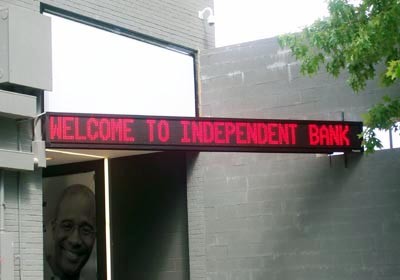 WELCOME TO INDEPENDENT BANK